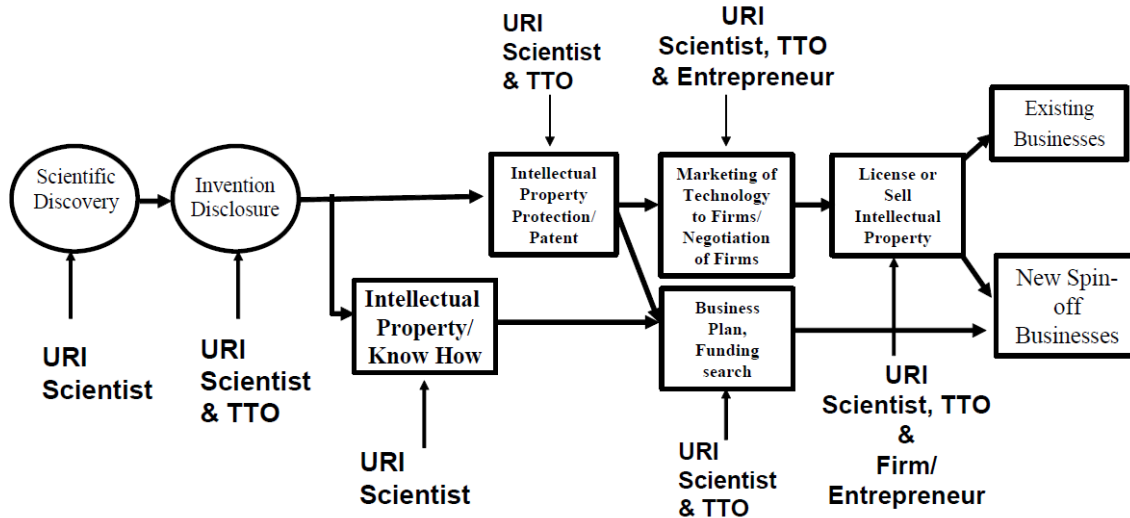 URI
Scientist
& TTO
URI
Scientist, TTO
& Entrepreneur
Scientific
Discovery
Invention
Disclosure
Intellectual
Property
Protection/
Patent
Marketing of
Technology
to Firms/
Negotiation
of Firms
License or
Sell
Intellectual
Property
Existing
Businesses
Intellectual
Property/
Know How
Business
Plan,
Funding
search
New Spin-
off
Businesses
URI
Scientist
URI
Scientist
& TTO
URI
Scientist
URI
Scientist
& TTO
URI
Scientist, TTO
&
Firm/
Entrepreneur